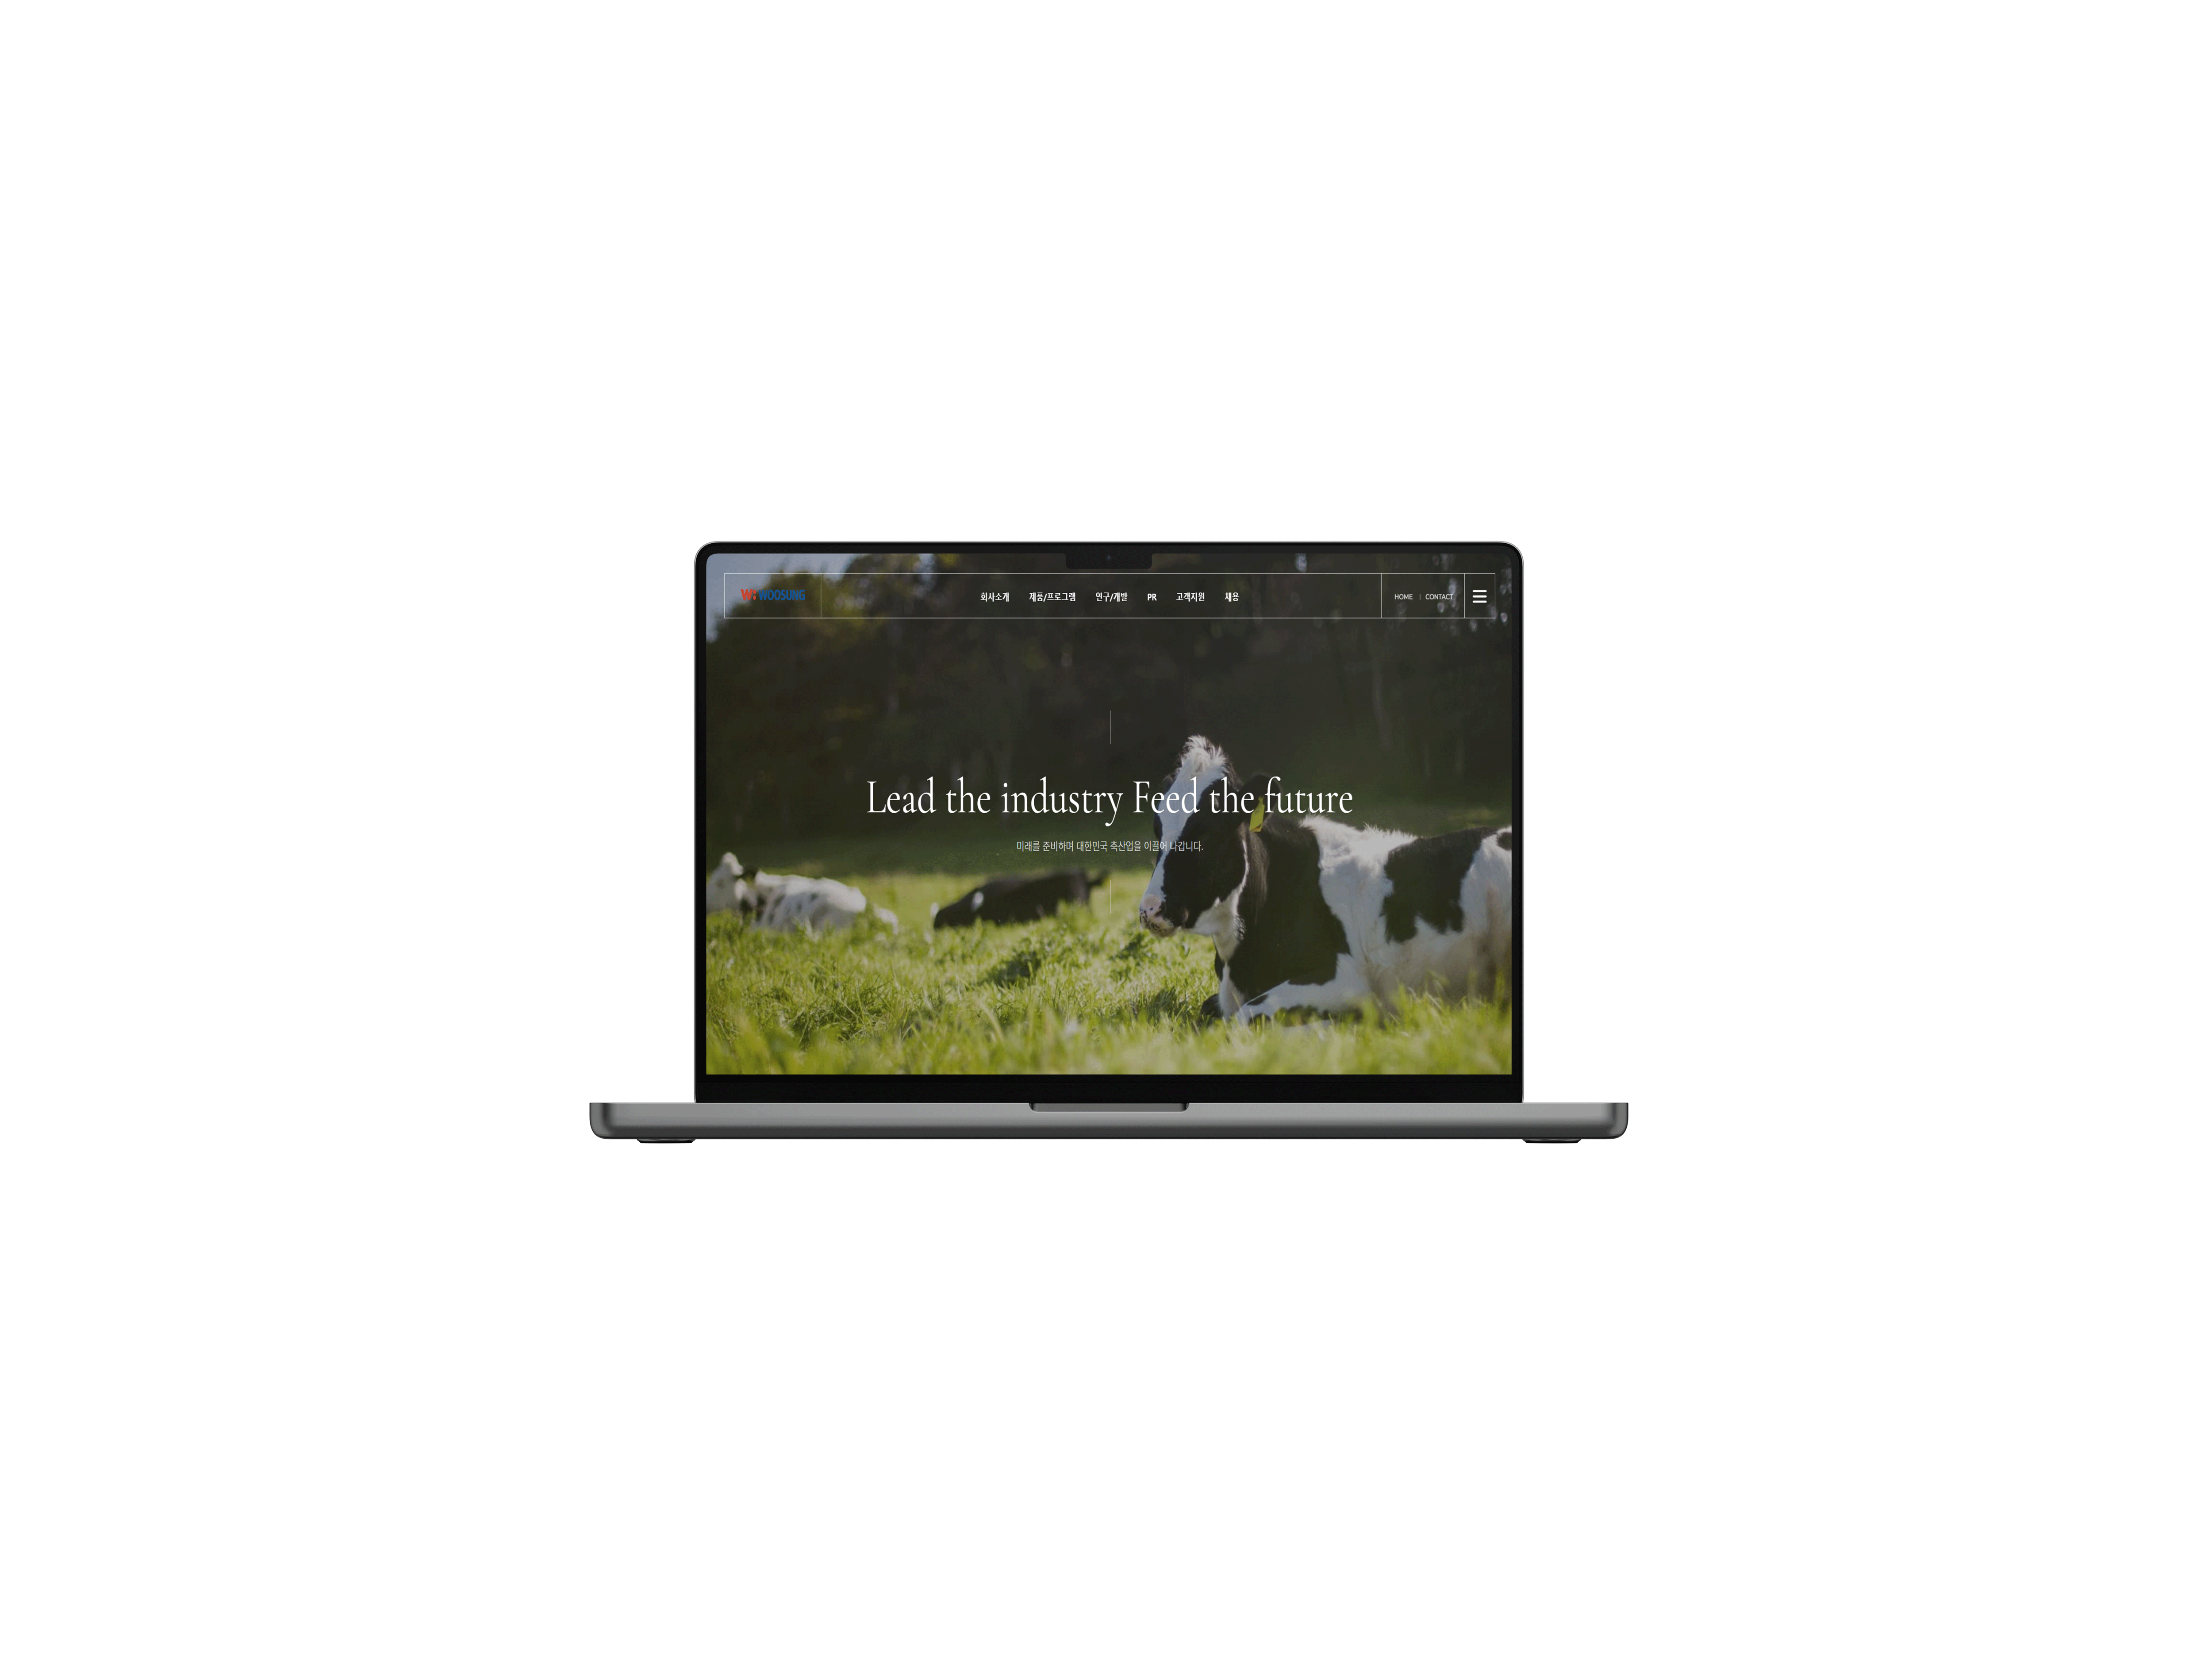 WOOSUNG
회사소개 제품/프로그램 연구/개발 PR 고객지원 채용
HOME | CONTACT
Lead the industry Feed the future
미래를 준비하며 대한민국 축산업을 이끌어 나갑니다.